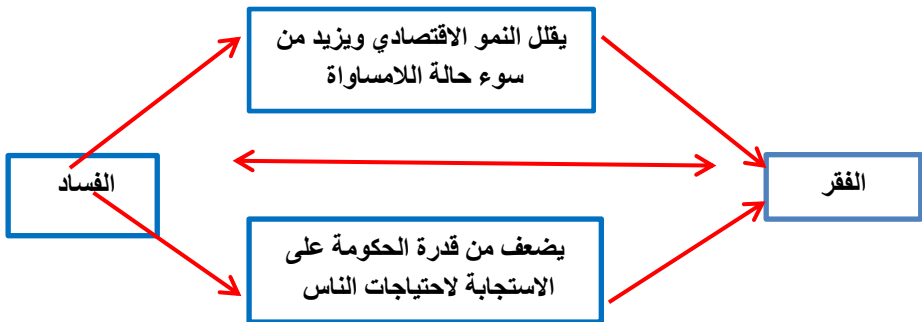 يقلل النمو الاقتصادي ويزيد من
سوء حالة اللامساواة
الفقر
الفساد
يضعف من قدرة الحكومة على
الاستجابة لاحتياجات الناس